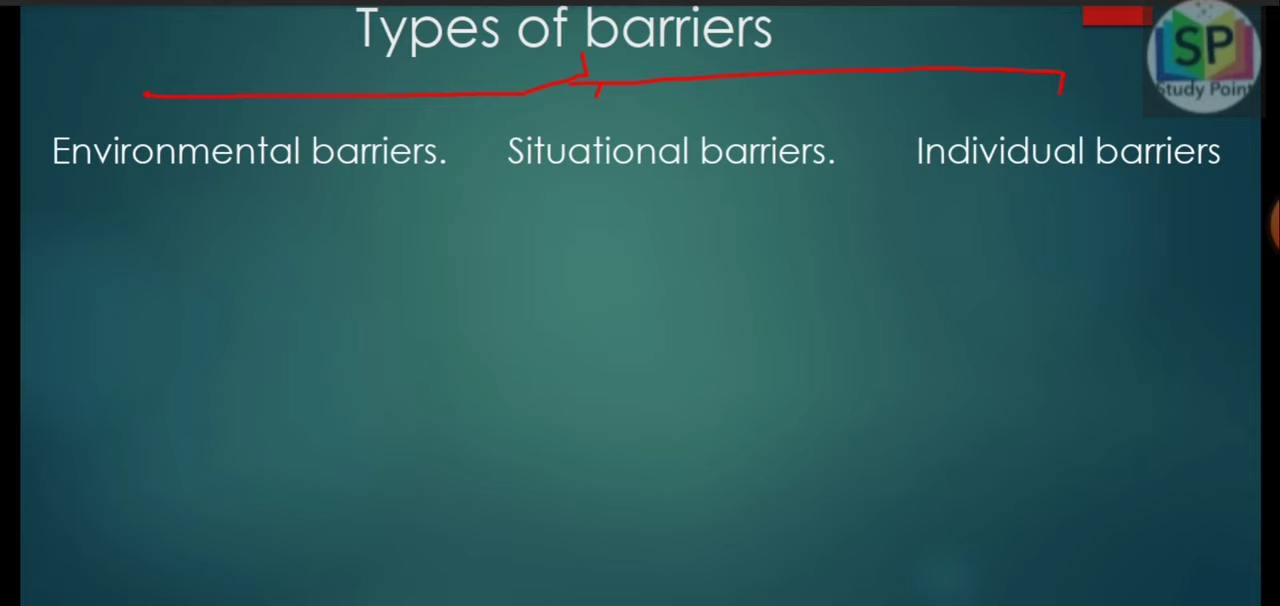 Types of barriers
SP
Study Point
Environmental barriers. Situational barriers. Individual barriers